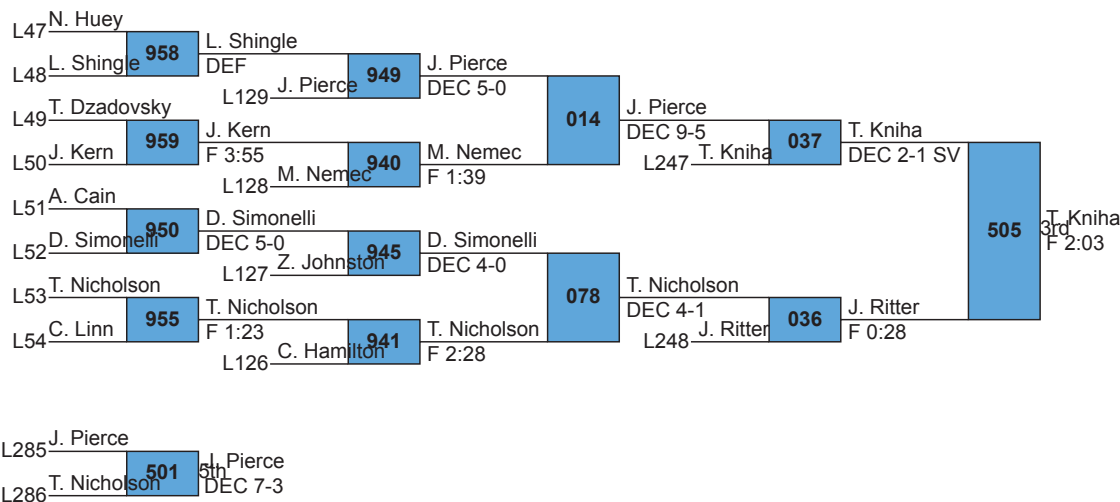 L47 N. Huey
958
L48 L. Shingle
L. Shingle
DEF
949
L129 J. Pierce
J. Pierce
DEC 5-0
L49 T. Dzadovsky
959
L50 J. Kern
J. Kern
F 3:55
940
L128 M. Nemec
M. Nemec
F 1:39
014
J. Pierce
DEC 9-5
037
L247 T. Kniha
T. Kniha
DEC 2-1 SV
L51 A. Cain
950
L52 D. Simonelli
D. Simonelli
DEC 5-0
945
L127 Z. Johnston
D. Simonelli
DEC 4-0
L53 T. Nicholson
955
L54 C. Linn
T. Nicholson
F 1:23
941
L126 C. Hamilton
T. Nicholson
F 2:28
078
T. Nicholson
DEC 4-1
036
L248 J. Ritter
J. Ritter
F 0:28
505
3rd
T. Kniha
F 2:03
L285 J. Pierce
501
L286 T. Nicholson
5th
J. Pierce
DEC 7-3